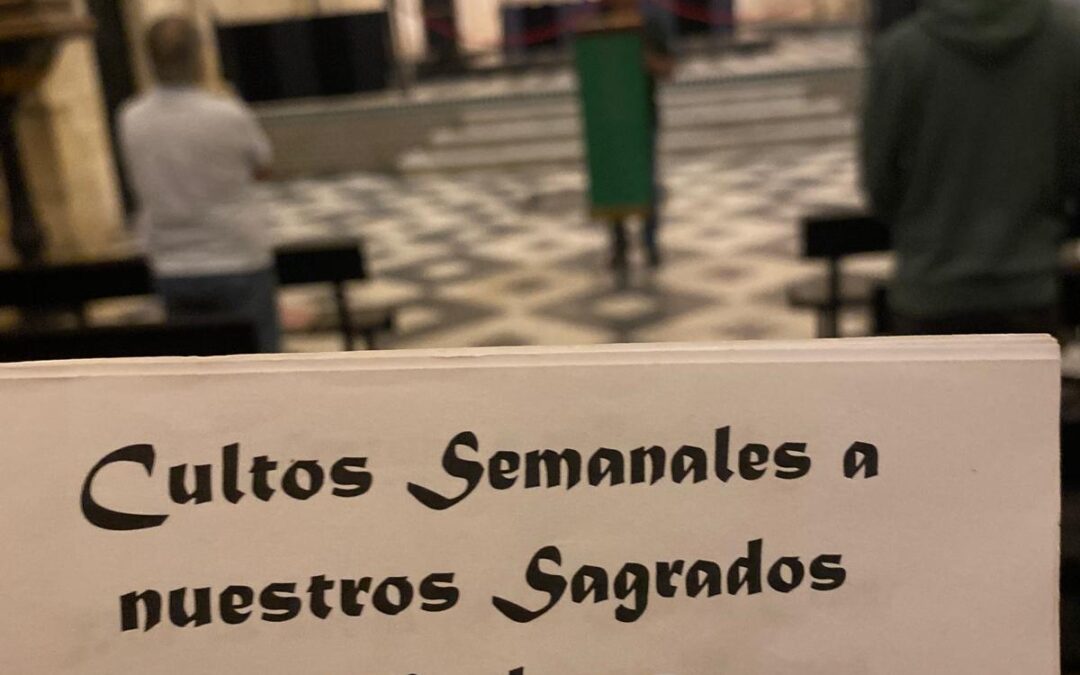 Cultos Semanales a
nuestros Sagrados